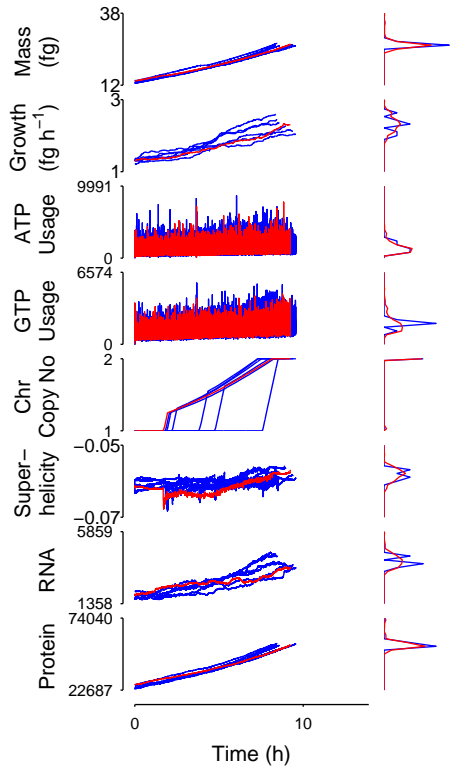 38
Mass
(fg)
12
3
Growth
(fg h⁻¹)
1
9991
ATP
Usage
0
6574
GTP
Usage
0
2
Chr
Copy No
1
−0.05
Super−
helicity
−0.07
5859
RNA
1358
74040
Protein
22687
0 10
Time (h)